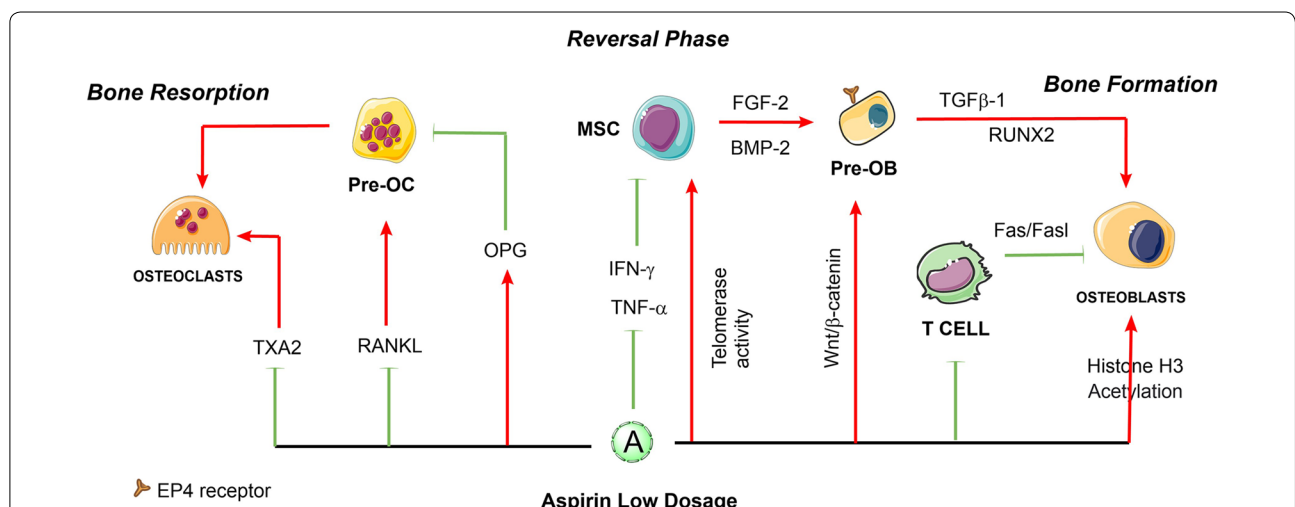 Reversal Phase
Bone Resorption
Bone Formation
FGF-2
TGFβ-1
MSC
BMP-2
RUNX2
Pre-OC
Pre-OB
Fas/Fasl
OPG
IFN-γ
OSTEOCLASTS
OSTEOBLASTS
TNF-α
T CELL
TXA2
RANKL
Telomerase
activity
Wnt/β-catenin
Histone H3
Acetylation
A
EP4 receptor
Aspirin Low Dosage